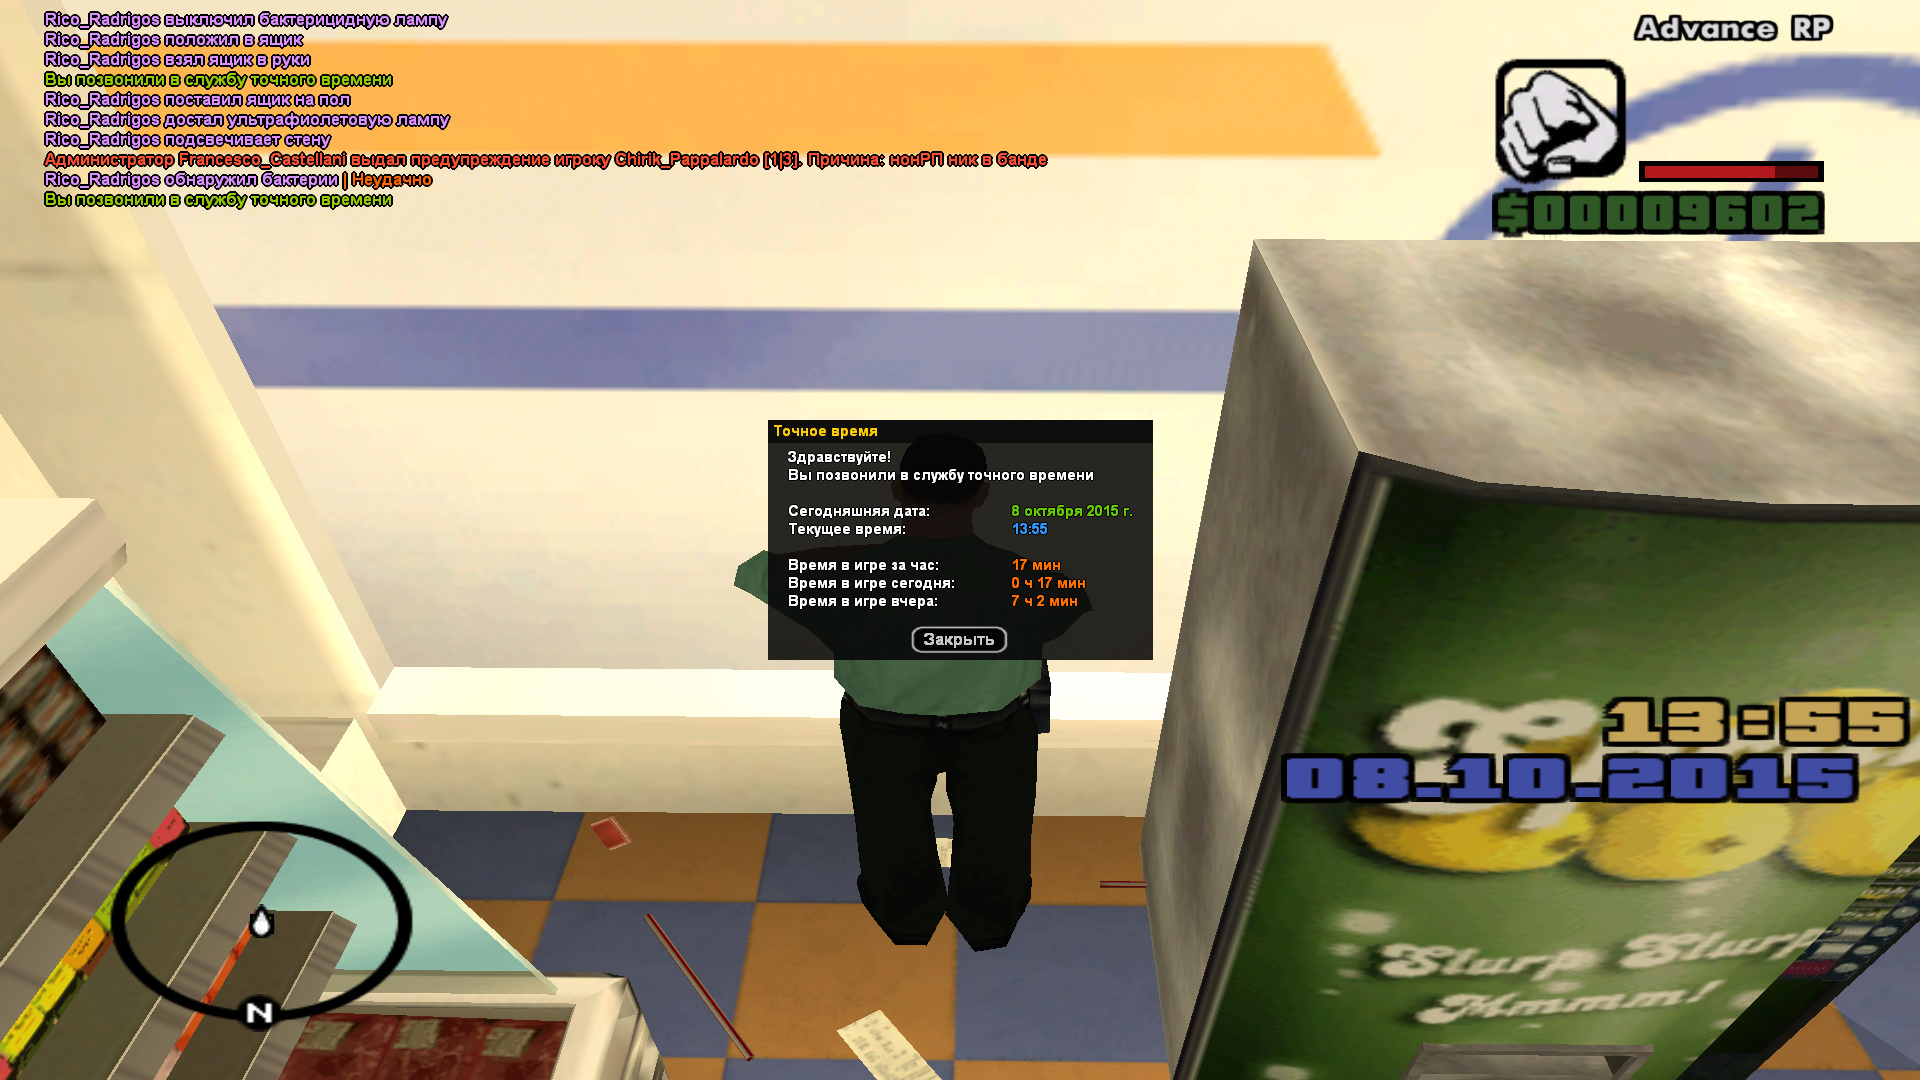 Rico_Radrigos выключил бактерицидную лампу
Rico_Radrigos положил в ящик
Rico_Radrigos взял ящик в руки
Вы позвонили в службу точного времени
Rico_Radrigos поставил ящик на пол
Rico_Radrigos достал ультрафиолетовую лампу
Rico_Radrigos подсвечивает стену
Администратор Francesco_Castellani выдал предупреждение игроку Chirik_Pappalardo [1|3]. Причина: нонРП ник в банде
Rico_Radrigos обнаружил бактерии | Неудачно
Вы позвонили в службу точного времени
Advance RP
$00009602
Точное время
Здравствуйте!
Вы позвонили в службу точного времени
Сегодняшняя дата: 8 октября 2015 г.
Текущее время: 13:55
Время в игре за час: 17 мин
Время в игре сегодня: 0 ч 17 мин
Время в игре вчера: 7 ч 2 мин
Закрыть
13:55
08.10.2015
Slurp Slurp
Mmmm!
N